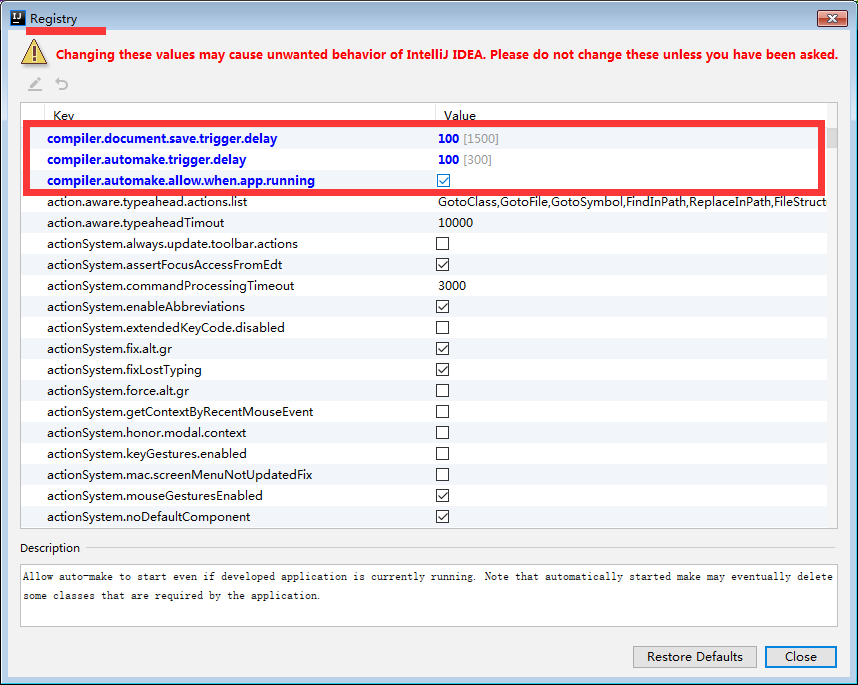 Registry
Changing these values may cause unwanted behavior of IntelliJ IDEA. Please do not change these unless you have been asked.
Key Value
compiler.document.save.trigger.delay 100 [1500]
compiler.automake.trigger.delay 100 [300]
compiler.automake.allow.when.app.running
action.aware.typeahead.actions.list GotoClass,GotoFile,GotoSymbol,FindInPath,ReplaceInPath,FileStruct
action.aware.typeaheadTimout 10000
actionSystem.always.update.toolbar.actions
actionSystem.assertFocusAccessFromEdt
actionSystem.commandProcessingTimeout 3000
actionSystem.enableAbbreviations
actionSystem.extendedKeyCode.disabled
actionSystem.fix.alt.gr
actionSystem.fixLostTyping
actionSystem.force.alt.gr
actionSystem.getContextByRecentMouseEvent
actionSystem.honor.modal.context
actionSystem.keyGestures.enabled
actionSystem.mac.screenMenuNotUpdatedFix
actionSystem.mouseGesturesEnabled
actionSystem.noDefaultComponent
Description
Allow auto-make to start even if developed application is currently running. Note that automatically started make may eventually delete
some classes that are required by the application.
Restore Defaults Close